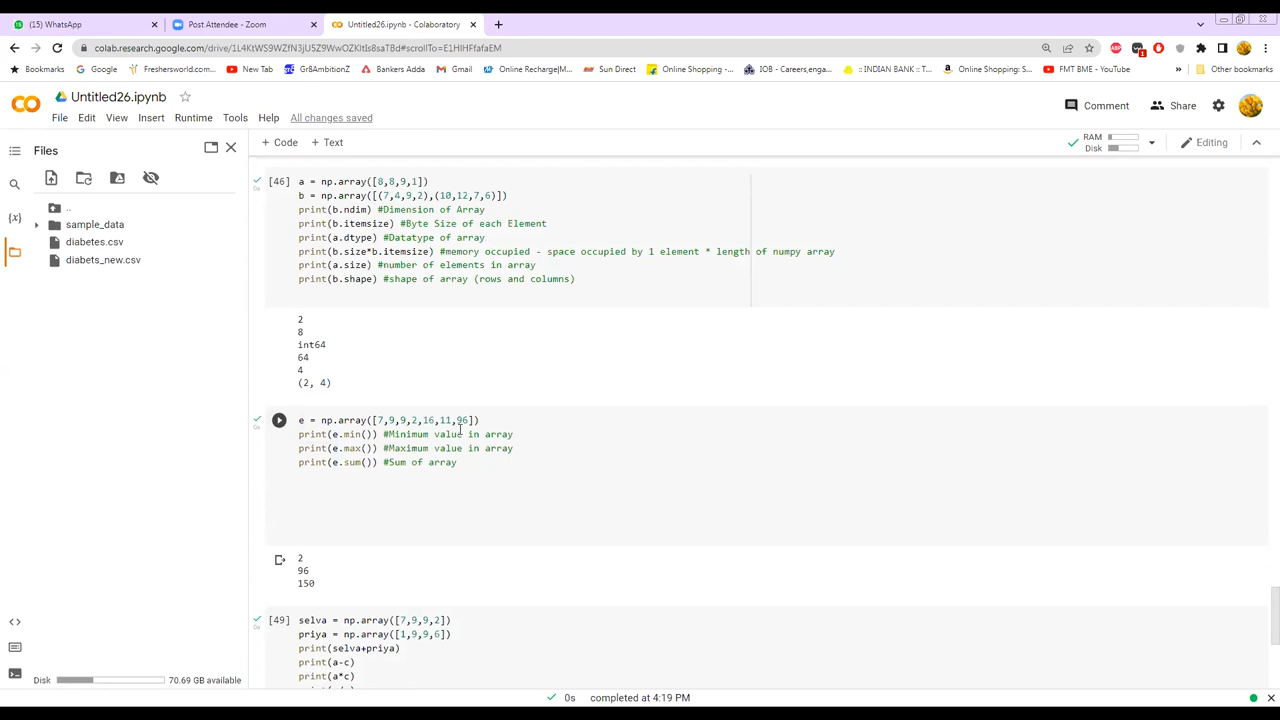 (15) WhatsApp
Post Attendee - Zoom
Untitled26.ipynb - Colaboratory
colab.research.google.com/drive/1L4KtWS9WZfN3jU5Z9WwOZKItIs8saTBd#scrollTo=E1HIHFfafaEM
Bookmarks
Google
Freshersworld.com...
New Tab
Gr8AmbitionZ
Bankers Adda
Gmail
Online Recharge|M...
Sun Direct
Online Shopping -...
IOB - Careers,enga...
:: INDIAN BANK :: T...
Online Shopping: S...
FMT BME - YouTube
»
Other bookmarks
Untitled26.ipynb
File Edit View Insert Runtime Tools Help All changes saved
Comment
Share
Files
+ Code + Text
RAM
Disk
Editing
..
sample_data
diabetes.csv
diabets_new.csv
[46] a = np.array([8,8,9,1])
b = np.array([(7,4,9,2),(10,12,7,6)])
print(b.ndim) #Dimension of Array
print(b.itemsize) #Byte Size of each Element
print(a.dtype) #Datatype of array
print(b.size*b.itemsize) #memory occupied - space occupied by 1 element * length of numpy array
print(a.size) #number of elements in array
print(b.shape) #shape of array (rows and columns)
2
8
int64
64
4
(2, 4)
e = np.array([7,9,9,2,16,11,96])
print(e.min()) #Minimum value in array
print(e.max()) #Maximum value in array
print(e.sum()) #Sum of array
2
96
150
[49] selva = np.array([7,9,9,2])
priya = np.array([1,9,9,6])
print(selva+priya)
print(a-c)
print(a*c)
Disk
70.69 GB available
0s completed at 4:19 PM